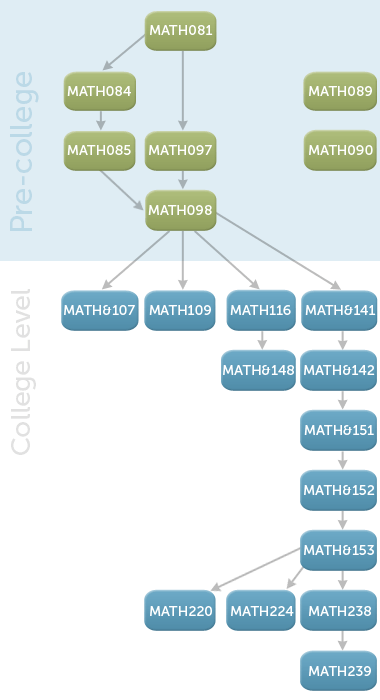 MATH081
MATH084
MATH089
Pre-college
MATH085
MATH097
MATH090
MATH098
College Level
MATH&107
MATH109
MATH116
MATH&141
MATH&148
MATH&142
MATH&151
MATH&152
MATH&153
MATH220
MATH224
MATH238
MATH239